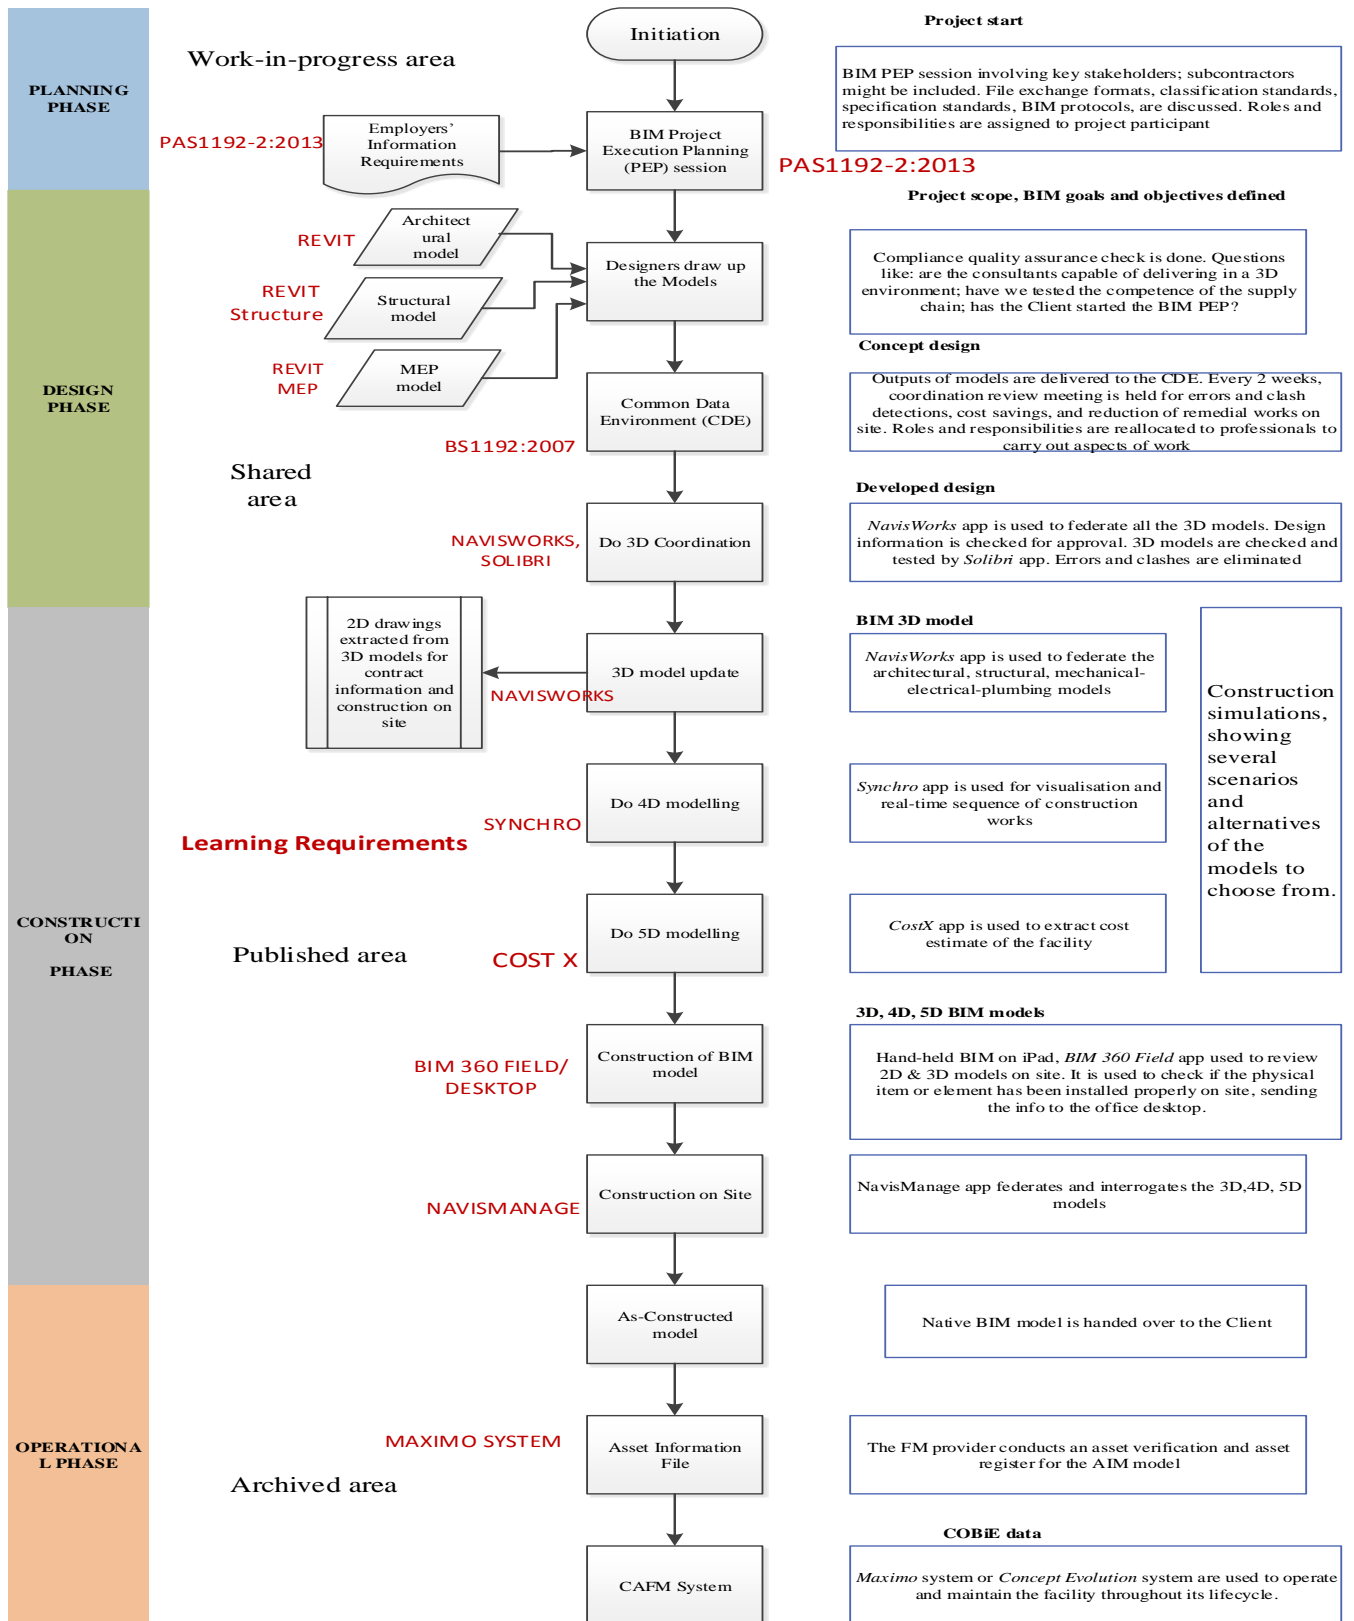 Project start
Initiation
Work-in-progress area
PLANNING
PHASE
BIM PEP session involving key stakeholders; subcontractors
might be included. File exchange formats, classification standards,
specification standards, BIM protocols, are discussed. Roles and
responsibilities are assigned to project participant
PAS1192-2:2013
Employers’
Information
Requirements
BIM Project
Execution Planning
(PEP) session
PAS1192-2:2013
Project scope, BIM goals and objectives defined
REVIT
Architect
ural
model
REVIT
Structure
Structural
model
REVIT
MEP
MEP
model
Designers draw up
the Models
Compliance quality assurance check is done. Questions
like: are the consultants capable of delivering in a 3D
environment; have we tested the competence of the supply
chain; has the Client started the BIM PEP?
Concept design
DESIGN
PHASE
Common Data
Environment (CDE)
BS1192:2007
Outputs of models are delivered to the CDE. Every 2 weeks,
coordination review meeting is held for errors and clash
detections, cost savings, and reduction of remedial works on
site. Roles and responsibilities are reallocated to professionals to
carry out aspects of work
Shared
area
Developed design
NAVISWORKS,
SOLIBRI
Do 3D Coordination
NavisWorks app is used to federate all the 3D models. Design
information is checked for approval. 3D models are checked and
tested by Solibri app. Errors and clashes are eliminated
BIM 3D model
2D drawings
extracted from
3D models for
contract
information and
construction on
site
NAVISWORKS
3D model update
NavisWorks app is used to federate the
architectural, structural, mechanical-
electrical-plumbing models
Construction
simulations,
showing
several
scenarios
and
alternatives
of the
models to
choose from.
SYNCHRO
Do 4D modelling
Synchro app is used for visualisation and
real-time sequence of construction
works
Learning Requirements
CONSTRUCTI
ON
PHASE
Published area
COST X
Do 5D modelling
CostX app is used to extract cost
estimate of the facility
3D, 4D, 5D BIM models
BIM 360 FIELD/
DESKTOP
Construction of BIM
model
Hand-held BIM on iPad, BIM 360 Field app used to review
2D & 3D models on site. It is used to check if the physical
item or element has been installed properly on site, sending
the info to the office desktop.
NAVISMANAGE
Construction on Site
NavisManage app federates and interrogates the 3D,4D, 5D
models
As-Constructed
model
Native BIM model is handed over to the Client
OPERATIONA
L PHASE
MAXIMO SYSTEM
Asset Information
File
The FM provider conducts an asset verification and asset
register for the AIM model
Archived area
COBiE data
CAFM System
Maximo system or Concept Evolution system are used to operate
and maintain the facility throughout its lifecycle.